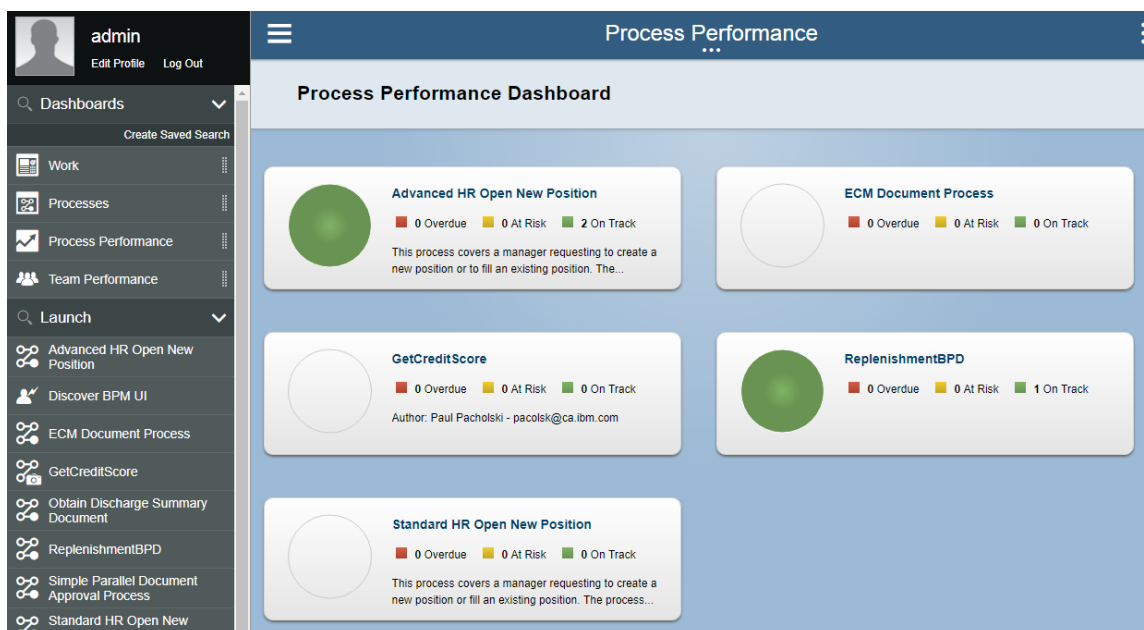 admin
Edit Profile Log Out
Dashboards
Create Saved Search
Work
Processes
Process Performance
Team Performance
Launch
Advanced HR Open New
Position
Discover BPM UI
ECM Document Process
GetCreditScore
Obtain Discharge Summary
Document
ReplenishmentBPD
Simple Parallel Document
Approval Process
Standard HR Open New
Process Performance
Process Performance Dashboard
Advanced HR Open New Position
0 Overdue 0 At Risk 2 On Track
This process covers a manager requesting to create a
new position or to fill an existing position. The...
ECM Document Process
0 Overdue 0 At Risk 0 On Track
GetCreditScore
0 Overdue 0 At Risk 0 On Track
Author: Paul Pacholski - pacolsk@ca.ibm.com
ReplenishmentBPD
0 Overdue 0 At Risk 1 On Track
Standard HR Open New Position
0 Overdue 0 At Risk 0 On Track
This process covers a manager requesting to create a
new position or fill an existing position. The process...